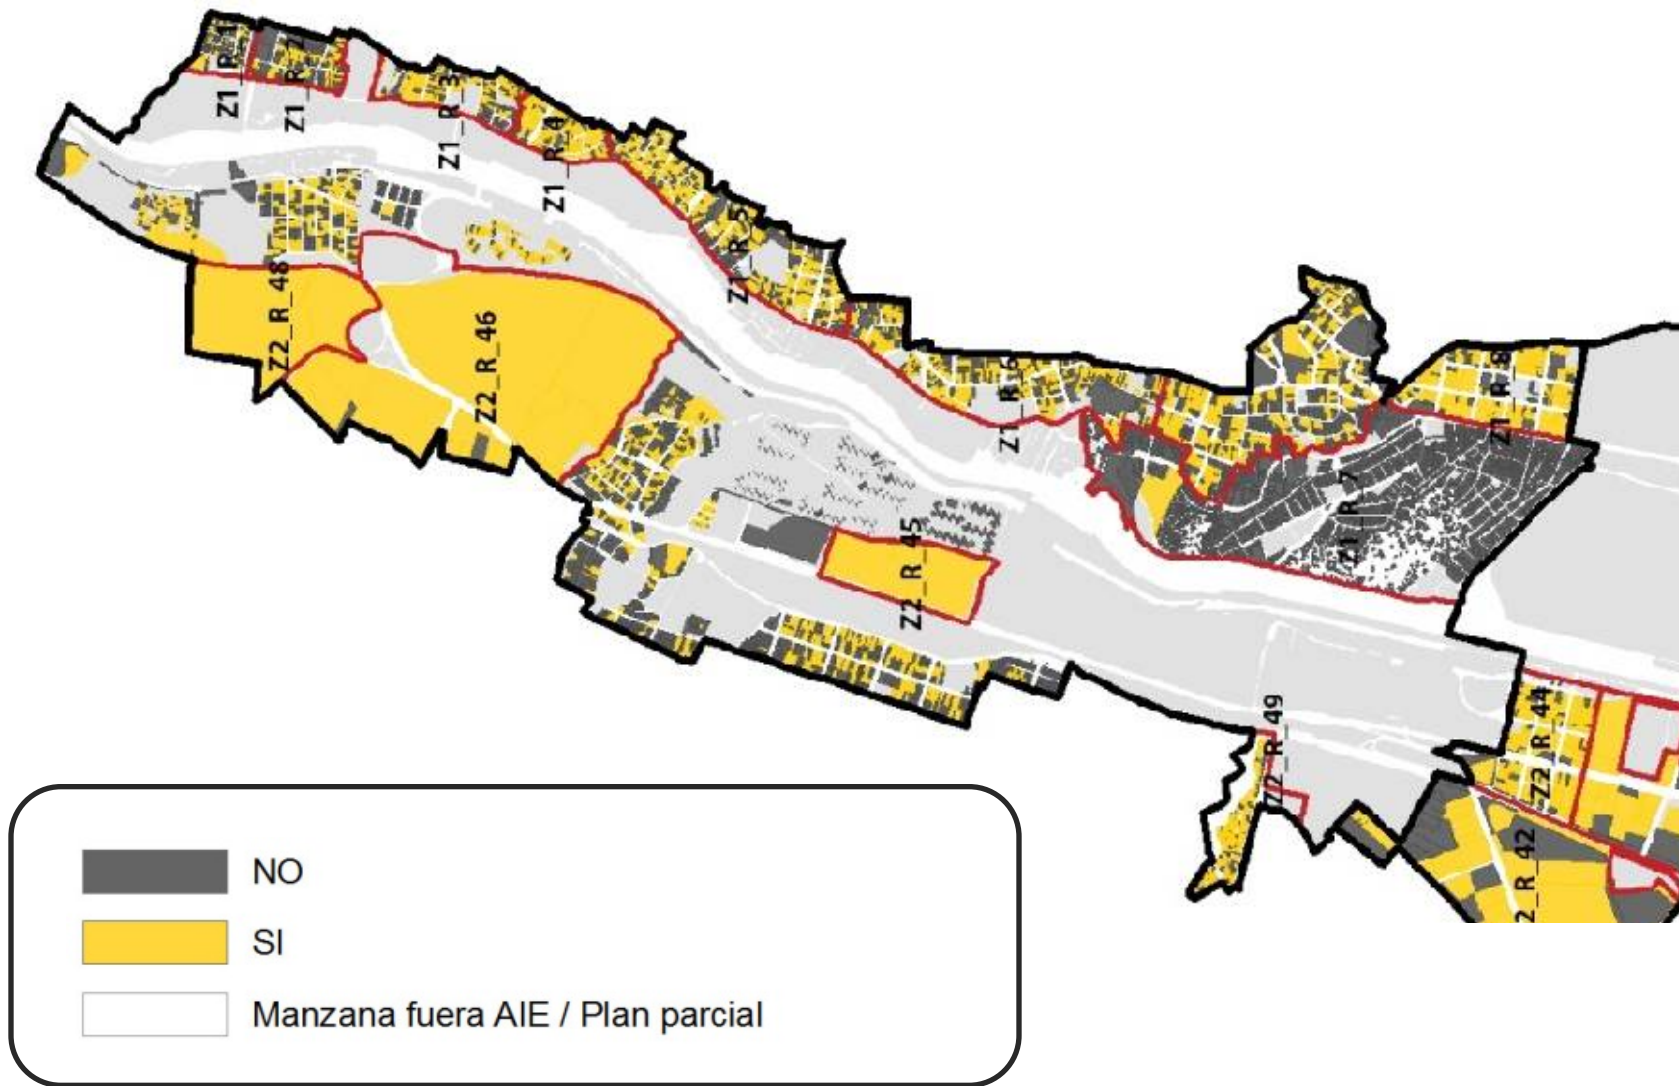 Z1_R_1
Z1_R_2
Z1_R_3
Z1_R_4
Z1_R_5
Z1_R_6
Z1_R_7
Z1_R_8
Z2_R_48
Z2_R_46
Z2_R_45
Z2_R_49
Z2_R_44
2_R_42
NO
SI
Manzana fuera AIE / Plan parcial